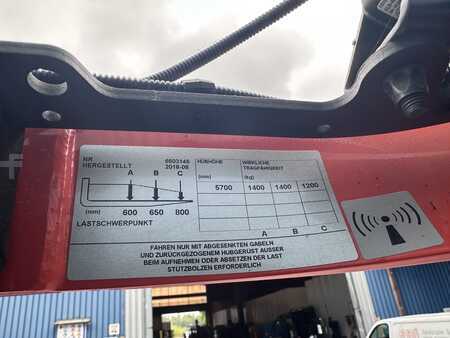 NR 6603145
HERGESTELLT 2018-08
A B C
(mm) 600 650 800
LASTSCHWERPUNKT
HUBHÖHE WIRKLICHE TRAGFÄHIGKEIT
(mm) (kg)
5700 1400 1400 1200
A B C
FAHREN NUR MIT ABGESENKTEN GABELN
UND ZURÜCKGEZOGENEM HUBGERÜST AUSSER
BEIM AUFNEHMEN ODER ABSETZEN DER LAST
STÜTZBOLZEN ERFORDERLICH